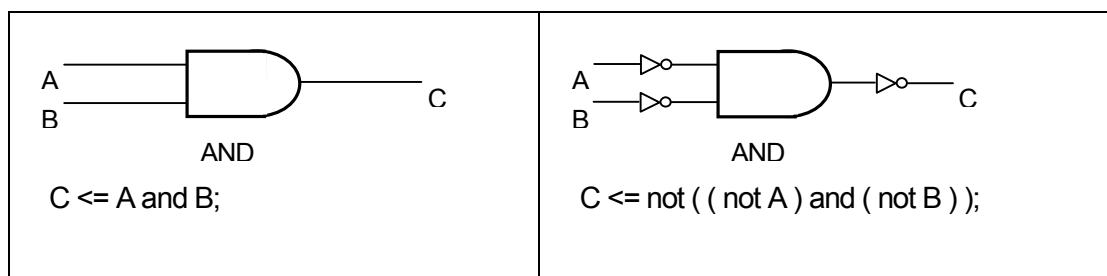 A
B
C
AND
C <= A and B;
A
B
C
AND
C <= not ( ( not A ) and ( not B ) );